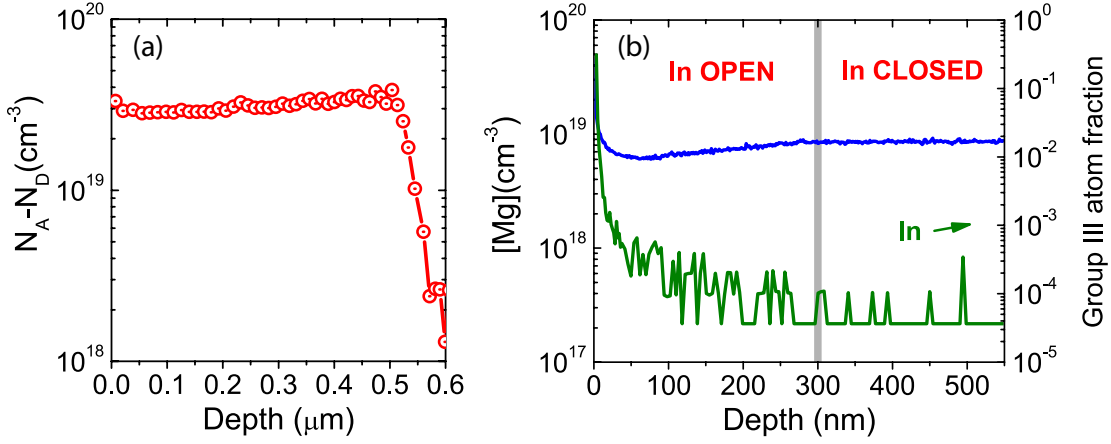 (a)
N_A-N_D(cm^-3)
10^20
10^19
10^18
0.0 0.1 0.2 0.3 0.4 0.5 0.6
Depth (μm)
(b)
In OPEN In CLOSED
In
[Mg](cm^-3)
10^20
10^19
10^18
10^17
0 100 200 300 400 500
Depth (nm)
10^0
10^-1
10^-2
10^-3
10^-4
10^-5
Group III atom fraction